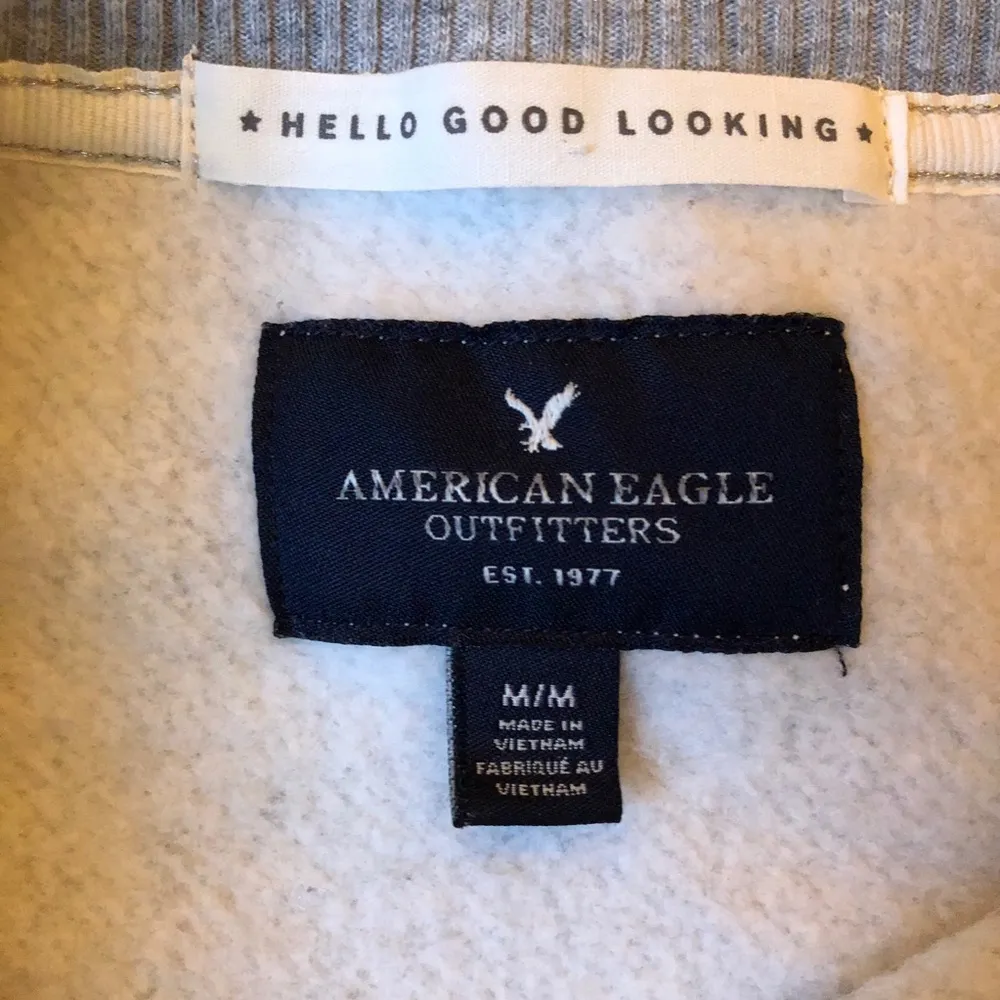 ★ HELLO GOOD LOOKING ★
AMERICAN EAGLE
OUTFITTERS
EST. 1977
M/M
MADE IN
VIETNAM
FABRIQUÉ AU
VIETNAM